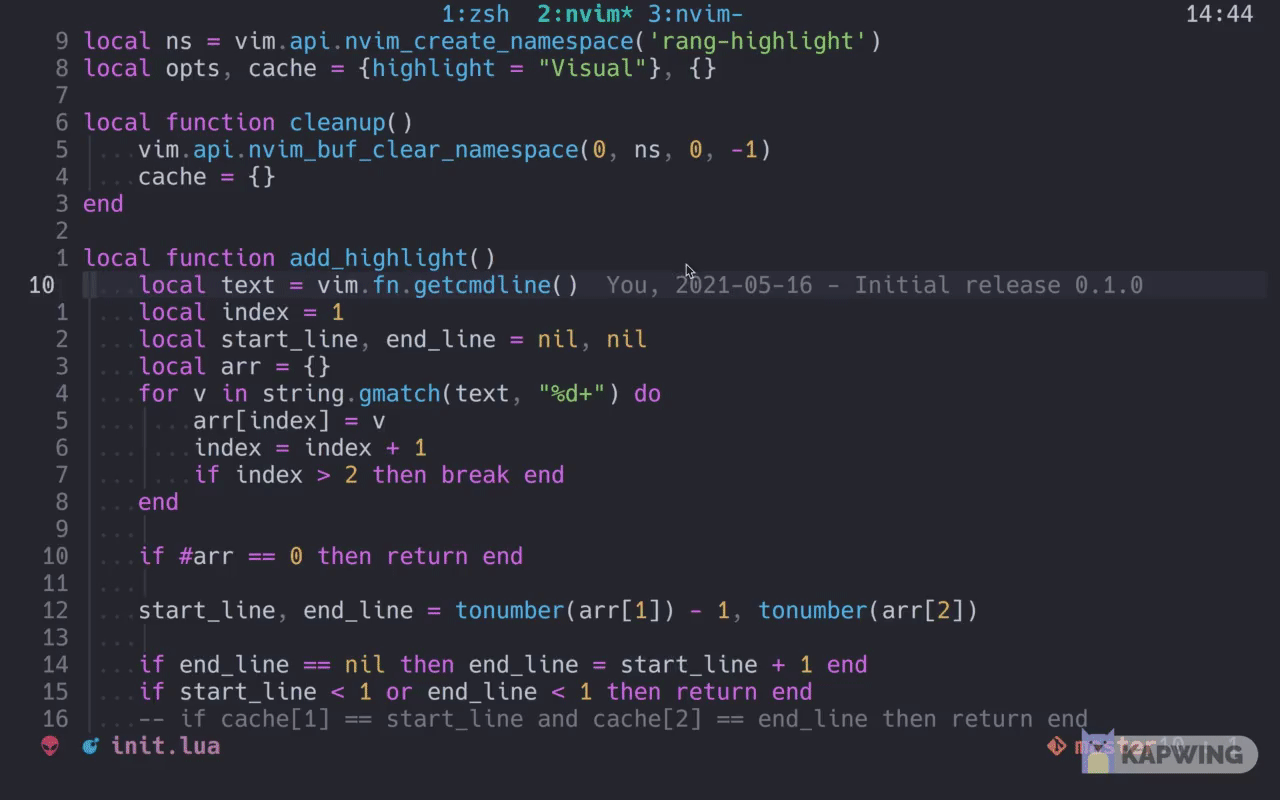 1:zsh 2:nvim* 3:nvim- 14:44
9 local ns = vim.api.nvim_create_namespace('rang-highlight')
8 local opts, cache = {highlight = "Visual"}, {}
7
6 local function cleanup()
5 ...vim.api.nvim_buf_clear_namespace(0, ns, 0, -1)
4 ...cache = {}
3 end
2
1 local function add_highlight()
10 local text = vim.fn.getcmdline() You, 2021-05-16 - Initial release 0.1.0
1 ...local index = 1
2 ...local start_line, end_line = nil, nil
3 ...local arr = {}
4 ...for v in string.gmatch(text, "%d+") do
5 ... ...arr[index] = v
6 ... ...index = index + 1
7 ... ...if index > 2 then break end
8 ...end
9 ...
10 ...if #arr == 0 then return end
11 ...
12 ...start_line, end_line = tonumber(arr[1]) - 1, tonumber(arr[2])
13 ...
14 ...if end_line == nil then end_line = start_line + 1 end
15 ...if start_line < 1 or end_line < 1 then return end
16 ...-- if cache[1] == start_line and cache[2] == end_line then return end
init.lua
KAPWING